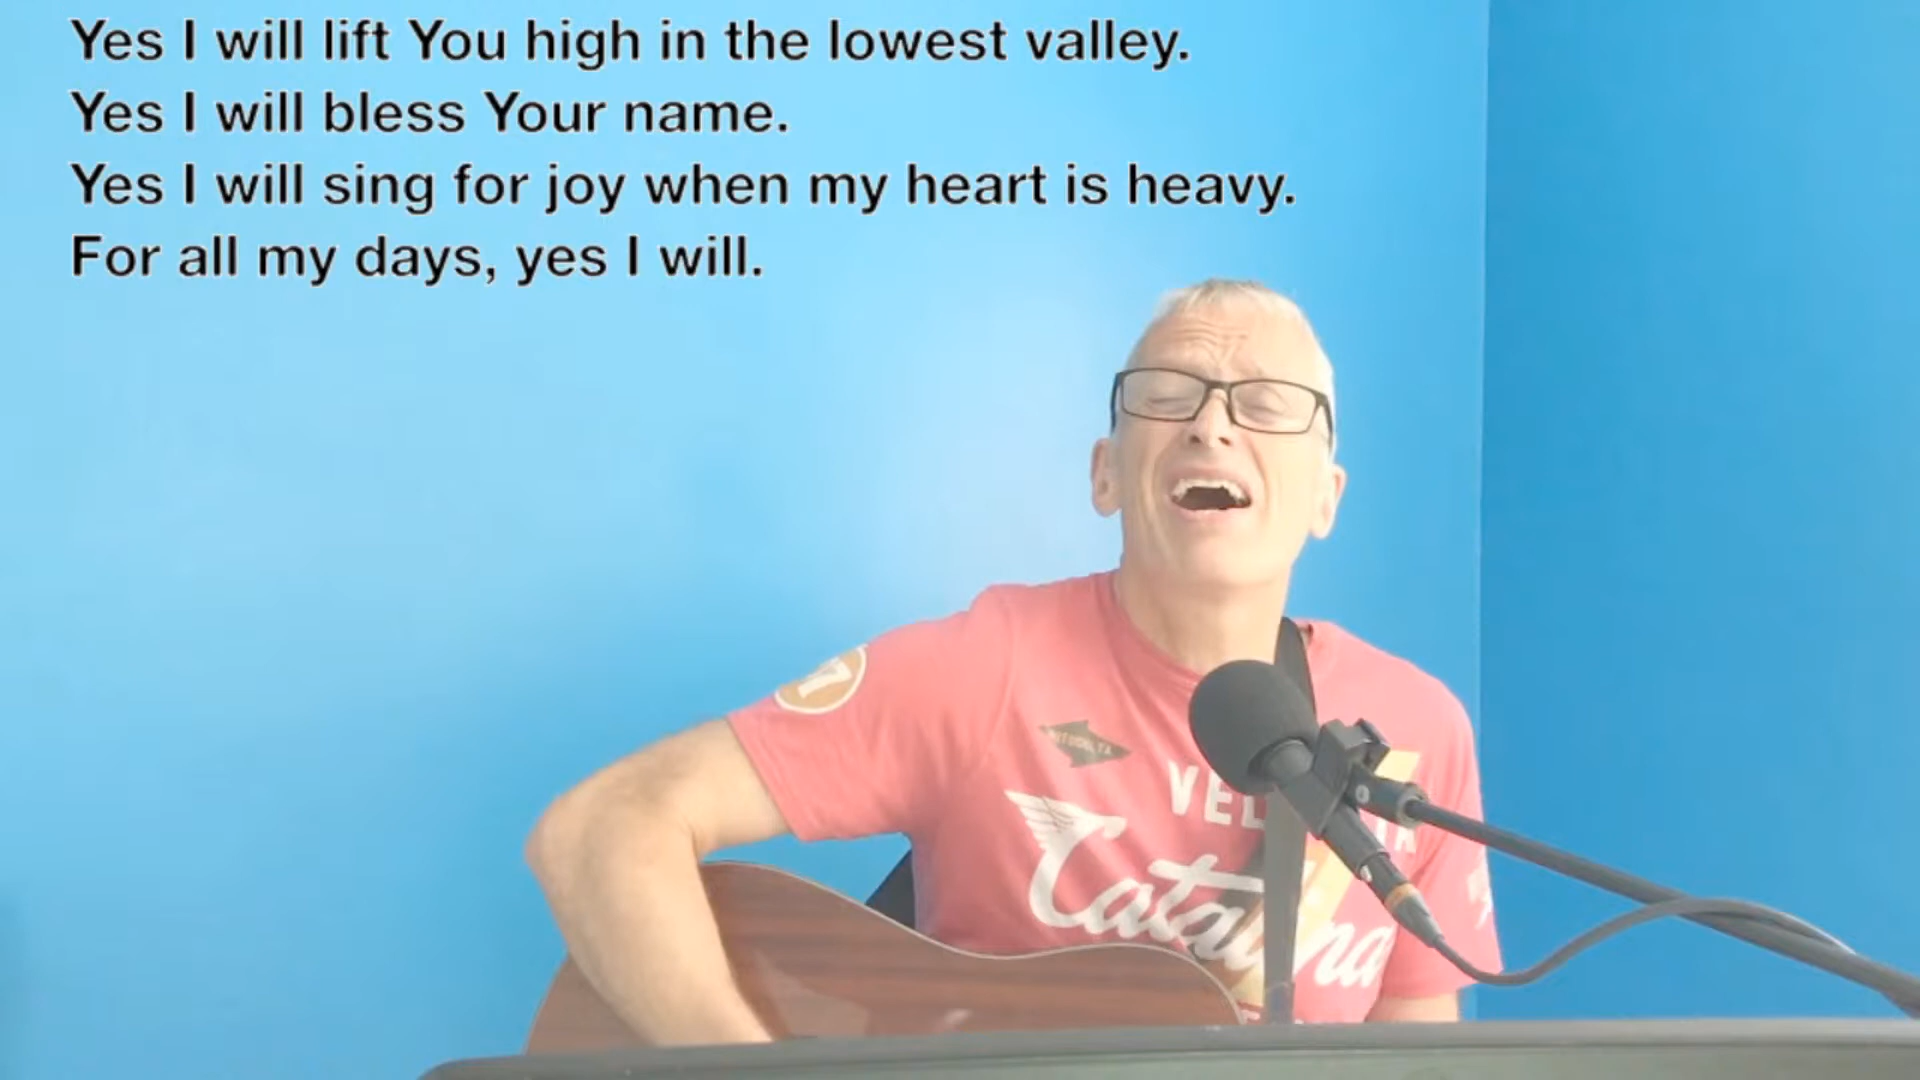 Yes I will lift You high in the lowest valley.
Yes I will bless Your name.
Yes I will sing for joy when my heart is heavy.
For all my days, yes I will.
7
Catalina